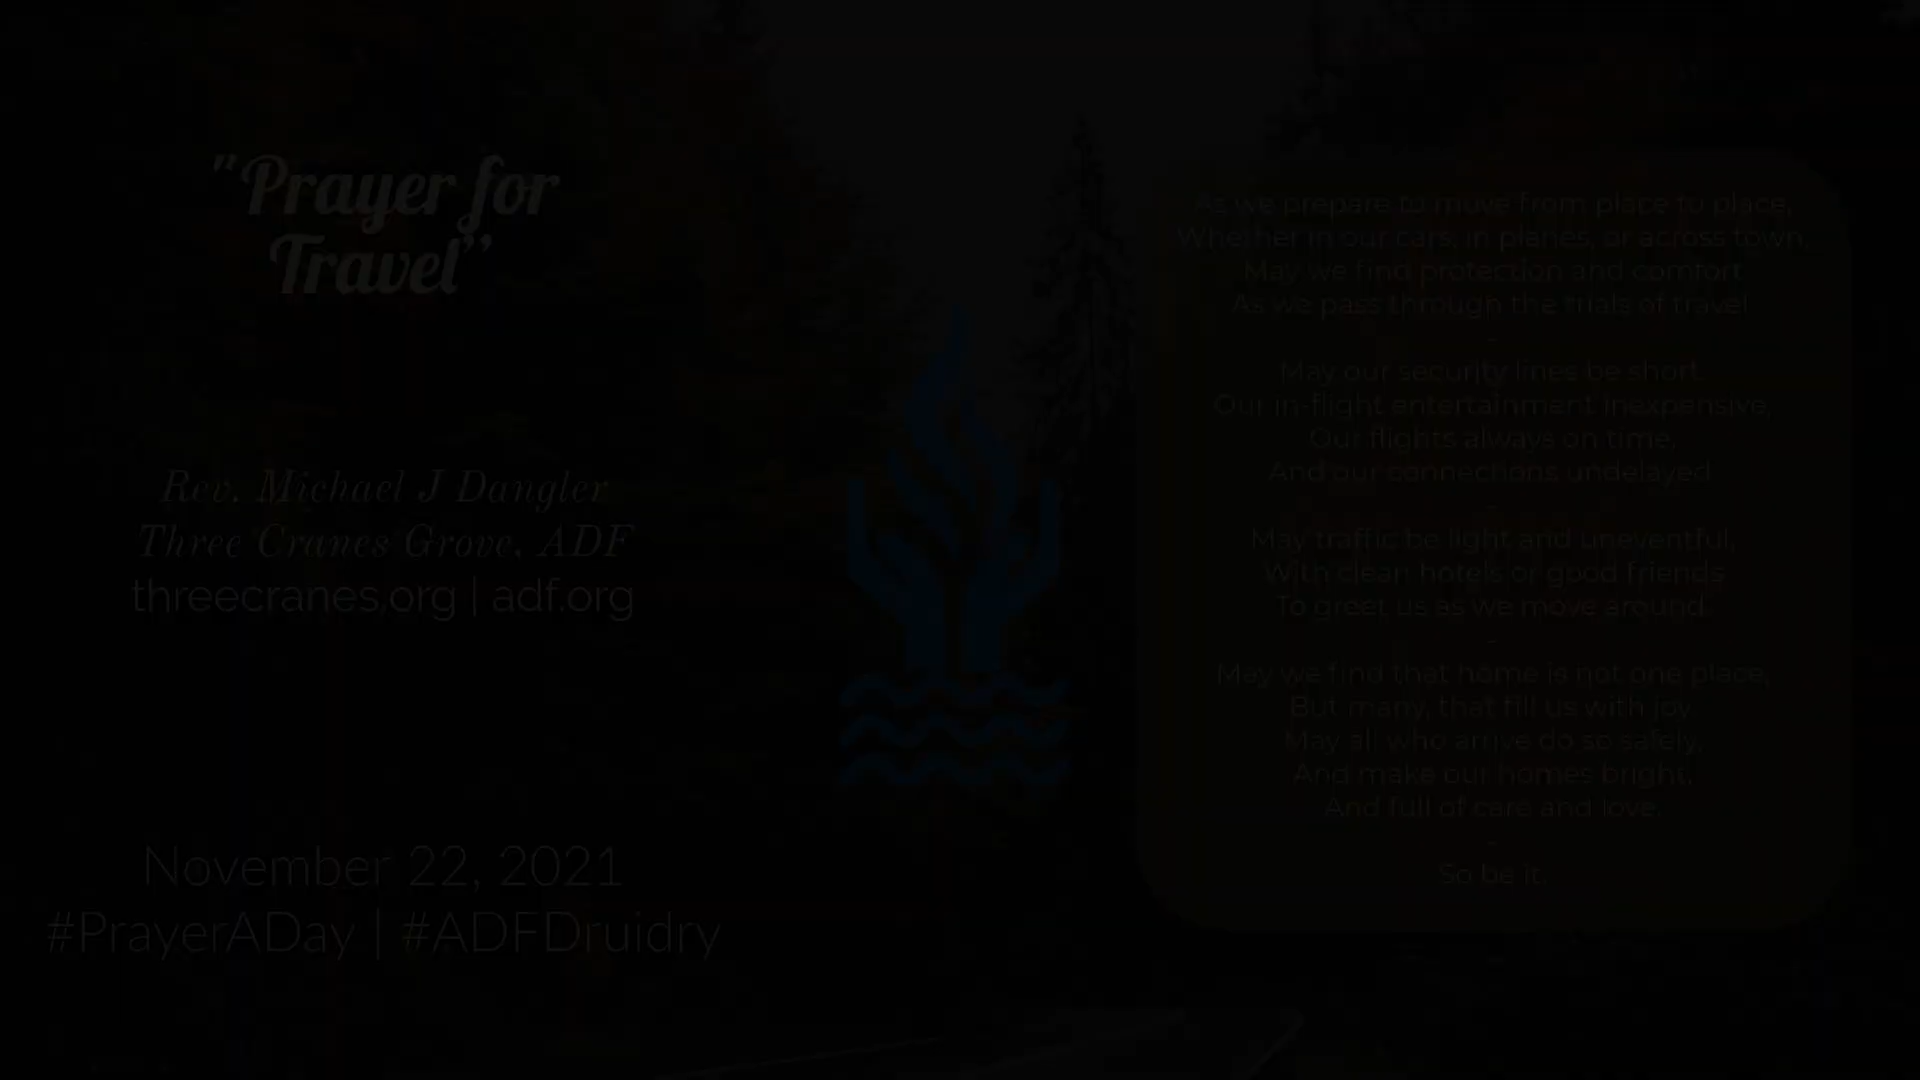 "Prayer for
Travel"
Rev. Michael J Dangler
Three Cranes Grove, ADF
threecranes.org | adf.org
November 22, 2021
#PrayerADay | #ADFDruidry
As we prepare to move from place to place,
Whether in our cars, in planes, or across town,
May we find protection and comfort
As we pass through the trials of travel.
-
May our security lines be short.
Our in-flight entertainment inexpensive,
Our flights always on time,
And our connections undelayed.
-
May traffic be light and uneventful,
With clean hotels or good friends
To greet us as we move around.
-
May we find that home is not one place,
But many, that fill us with joy.
May all who arrive do so safely,
And make our homes bright,
And full of care and love.
-
So be it.